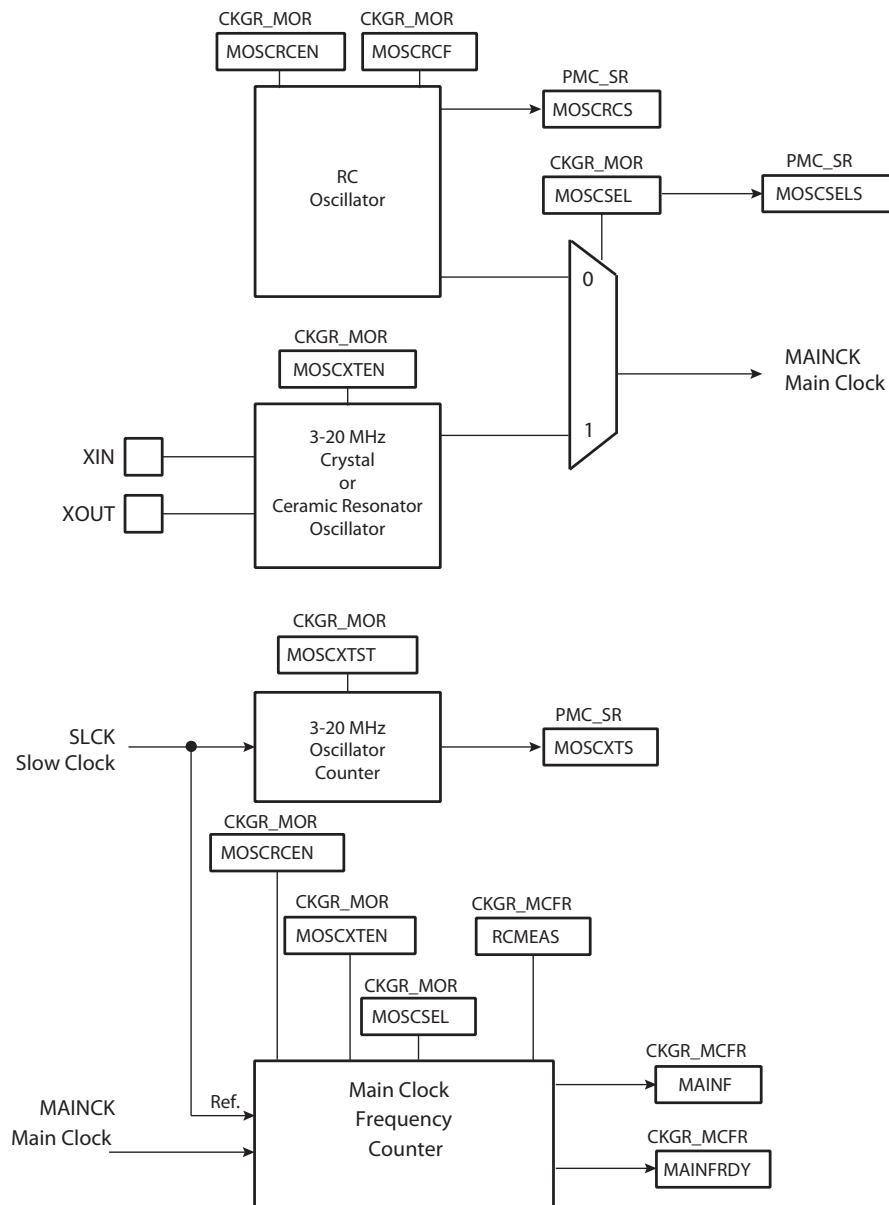 CKGR_MOR
CKGR_MOR
MOSCRCEN
MOSCRCF
PMC_SR
MOSCRCS
RC
Oscillator
CKGR_MOR
PMC_SR
MOSCSEL
MOSCSELS
0
CKGR_MOR
MOSCXTEN
MAINCK
Main Clock
1
XIN
XOUT
3-20 MHz
Crystal
or
Ceramic Resonator
Oscillator
CKGR_MOR
MOSCXTST
SLCK
Slow Clock
3-20 MHz
Oscillator
Counter
PMC_SR
MOSCXTS
CKGR_MOR
MOSCRCEN
CKGR_MOR
MOSCXTEN
CKGR_MCFR
RCMEAS
CKGR_MOR
MOSCSEL
MAINCK
Main Clock
Ref.
Main Clock
Frequency
Counter
CKGR_MCFR
MAINF
CKGR_MCFR
MAINFRDY